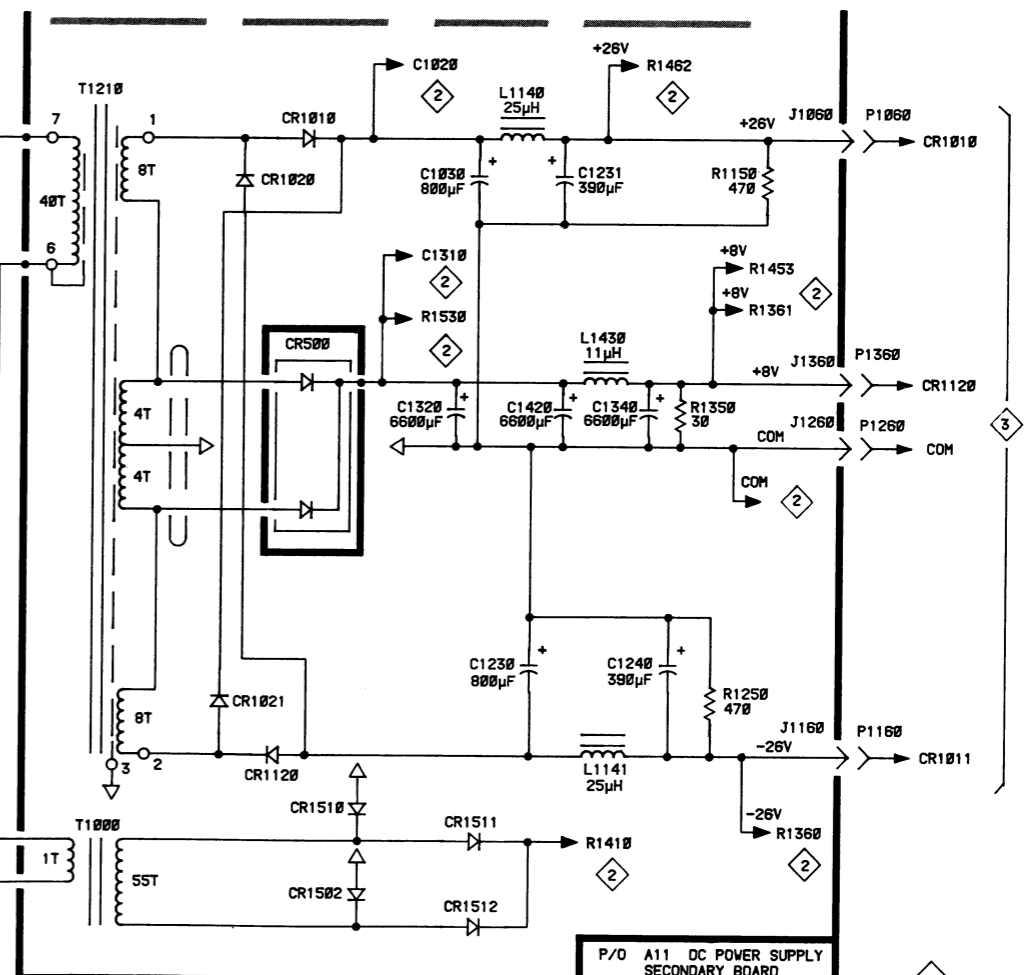 +26V
C1020
R1462
2
2
T1210
L1140
25µH
7
1
CR1010
+26V
J1060
P1060
CR1010
8T
CR1020
C1030
800µF
+
+
C1231
390µF
R1150
470
40T
6
C1310
2
+8V
R1453
+8V
R1361
2
R1530
2
CR500
L1430
11µH
+8V
J1360
P1360
CR1120
4T
C1320
6600µF
+
C1420
6600µF
+
C1340
6600µF
+
R1350
30
J1260
P1260
3
COM
COM
4T
COM
2
C1230
800µF
+
C1240
390µF
+
R1250
470
8T
CR1021
J1160
P1160
-26V
CR1011
3
2
CR1120
L1141
25µH
CR1510
-26V
R1360
2
T1000
CR1511
R1410
2
1T
55T
CR1502
CR1512
P/O A11 DC POWER SUPPLY
SECONDARY BOARD